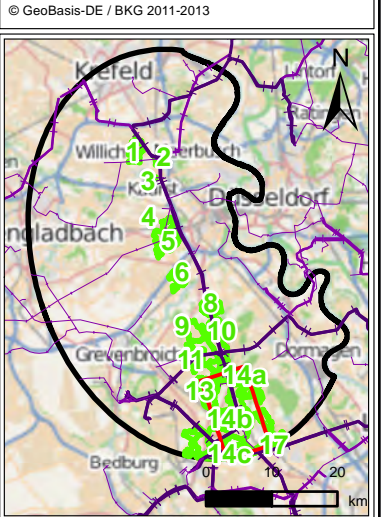 © GeoBasis-DE / BKG 2011-2013
N
Krefeld
1
2
3
Düsseldorf
4
5
6
8
9
10
Grevenbroich
Dormagen
11
14a
13
14b
17
14c
Bedburg
0 10 20
km